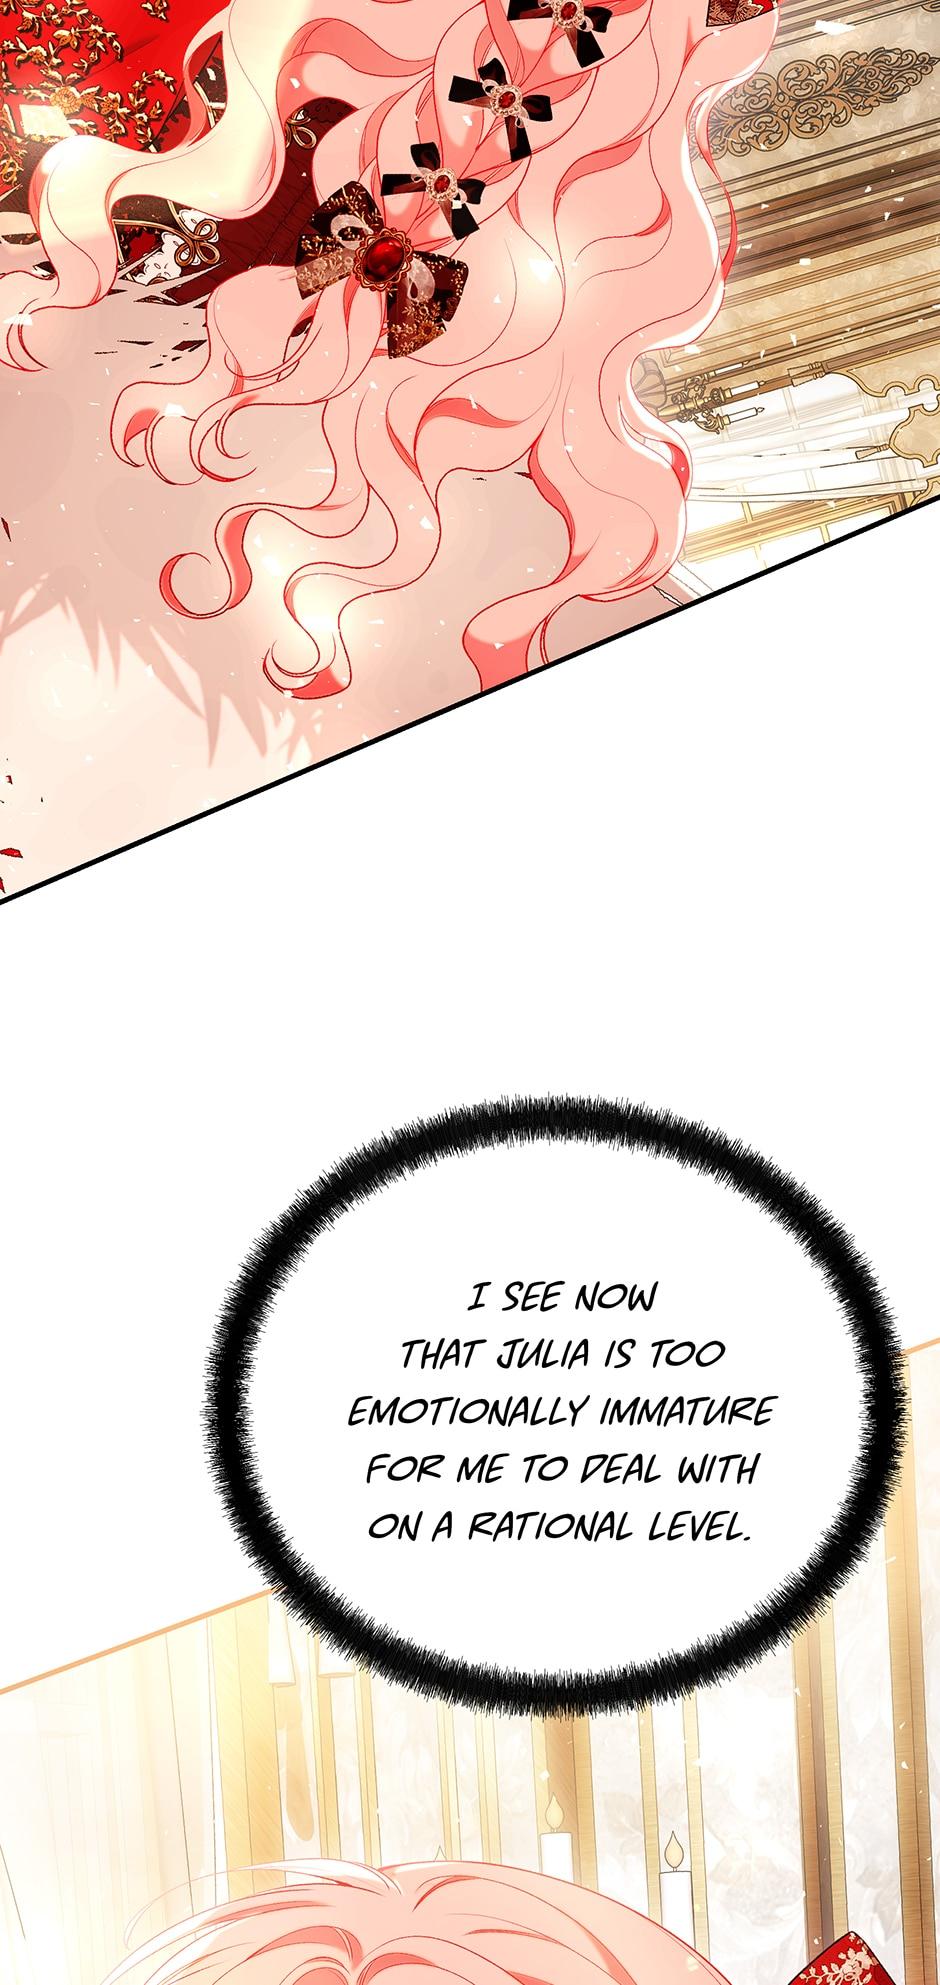 I SEE NOW
THAT JULIA IS TOO
EMOTIONALLY IMMATURE
FOR ME TO DEAL WITH
ON A RATIONAL LEVEL.